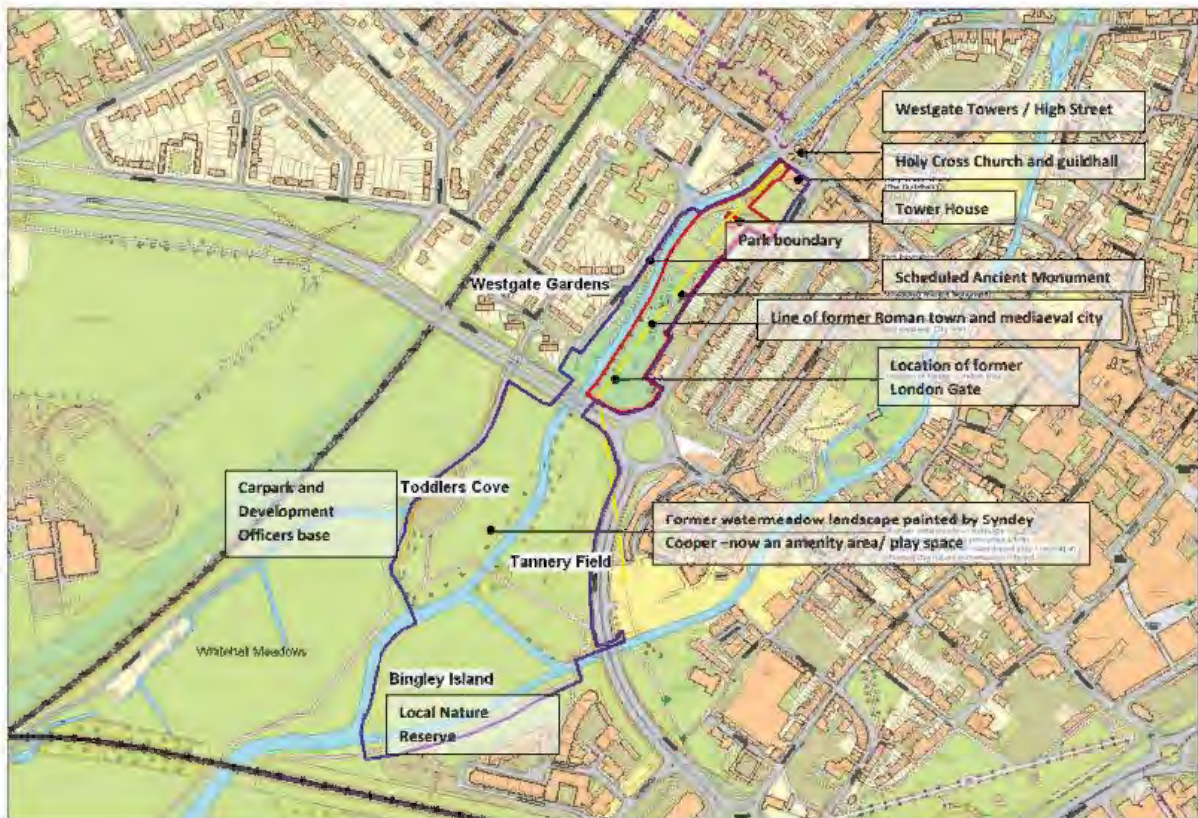 Westgate Towers / High Street
Holy Cross Church and guildhall
Tower House
Park boundary
Scheduled Ancient Monument
Westgate Gardens
Line of former Roman town and mediaeval city
Location of former
London Gate
Carpark and
Development
Officers base
Toddlers Cove
Former watermeadow landscape painted by Syndey
Cooper –now an amenity area/ play space
Tannery Field
Whitehall Meadows
Bingley Island
Local Nature
Reserve